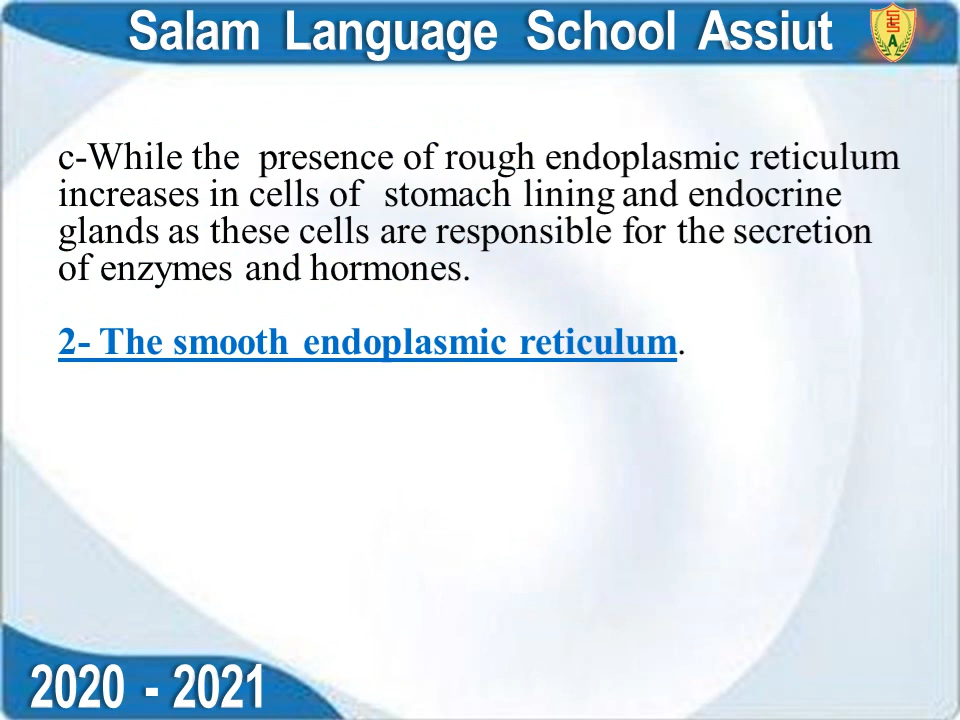 Salam Language School Assiut
c-While the presence of rough endoplasmic reticulum
increases in cells of stomach lining and endocrine
glands as these cells are responsible for the secretion
of enzymes and hormones.
2- The smooth endoplasmic reticulum.
2020 - 2021